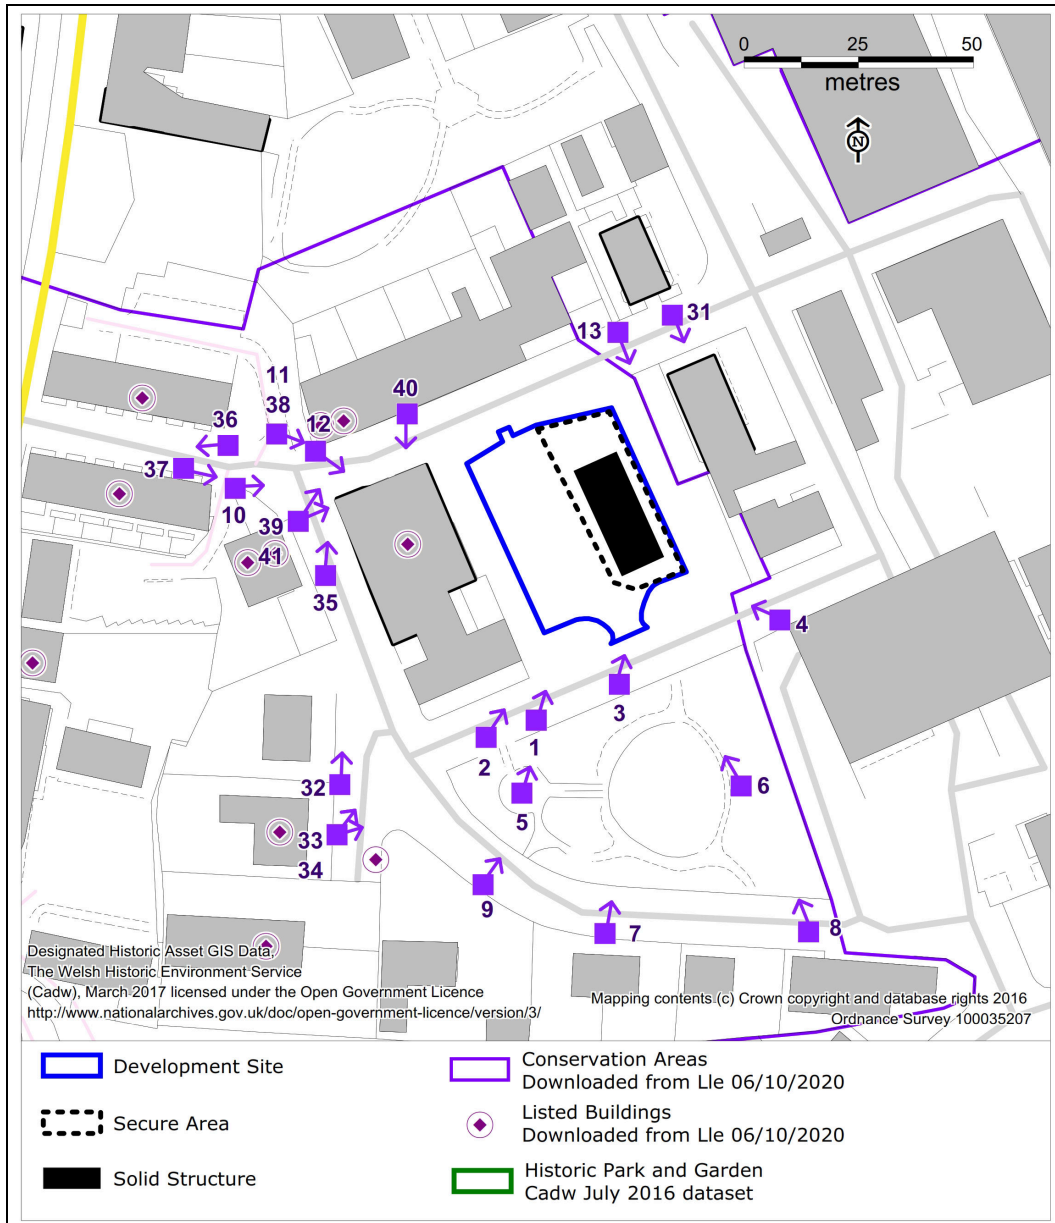 0 25 50
metres
N
31
13
11
40
38
36
12
37
10
39
41
35
4
3
1
2
6
32
5
33
34
9
7
8
Designated Historic Asset GIS Data,
The Welsh Historic Environment Service
(Cadw), March 2017 licensed under the Open Government Licence
http://www.nationalarchives.gov.uk/doc/open-government-licence/version/3/
Mapping contents (c) Crown copyright and database rights 2016
Ordnance Survey 100035207
Development Site
Secure Area
Solid Structure
Conservation Areas
Downloaded from Lle 06/10/2020
Listed Buildings
Downloaded from Lle 06/10/2020
Historic Park and Garden
Cadw July 2016 dataset